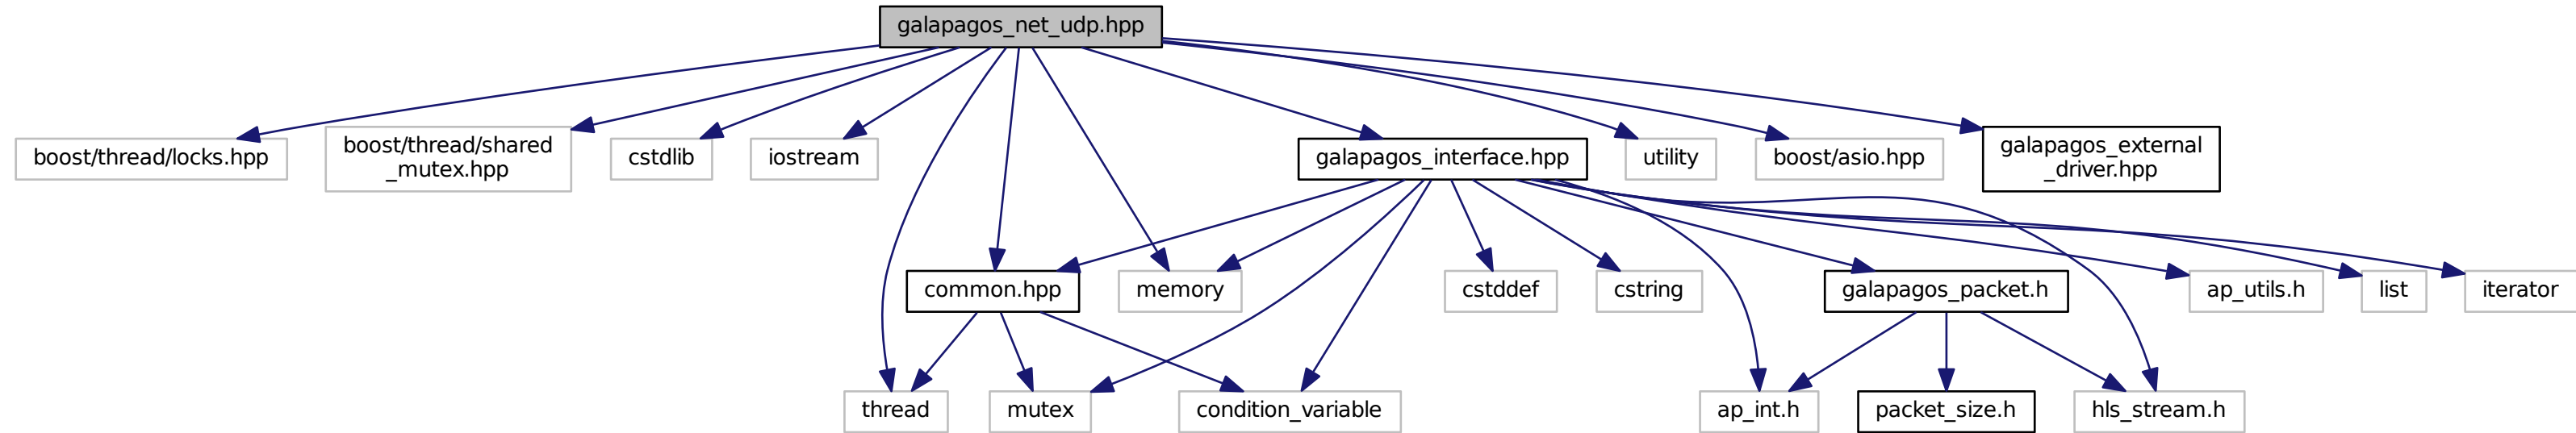 galapagos_net_udp.hpp
boost/thread/locks.hpp
boost/thread/shared
_mutex.hpp
cstdlib
iostream
galapagos_interface.hpp
utility
boost/asio.hpp
galapagos_external
_driver.hpp
common.hpp
memory
cstddef
cstring
galapagos_packet.h
ap_utils.h
list
iterator
thread
mutex
condition_variable
ap_int.h
packet_size.h
hls_stream.h